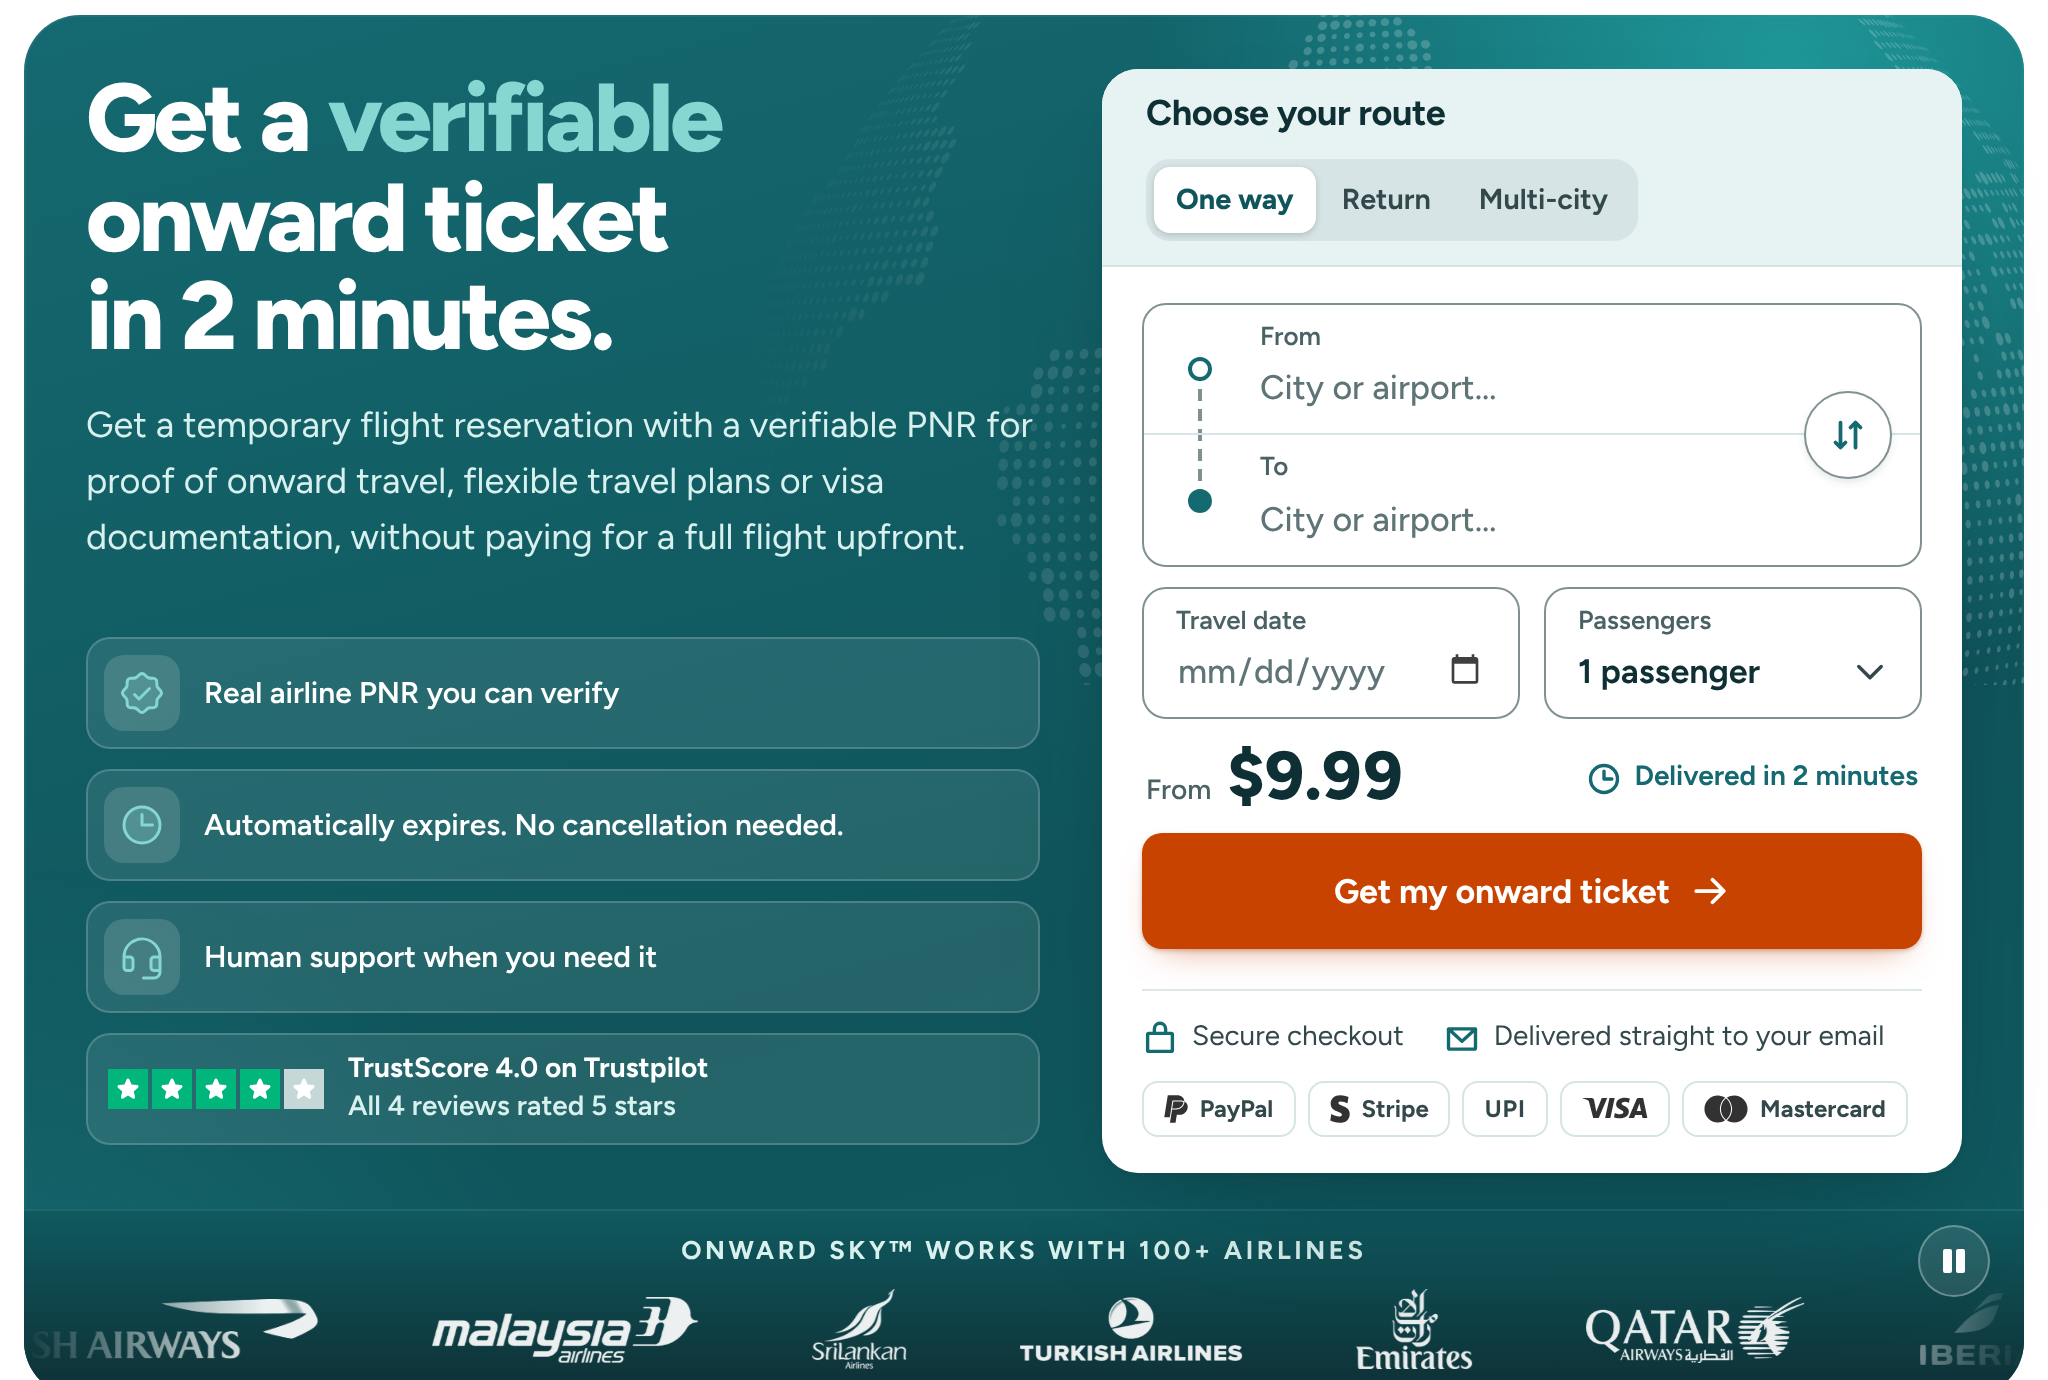 Get a verifiable
onward ticket
in 2 minutes.
Get a temporary flight reservation with a verifiable PNR for
proof of onward travel, flexible travel plans or visa
documentation, without paying for a full flight upfront.
Real airline PNR you can verify
Automatically expires. No cancellation needed.
Human support when you need it
TrustScore 4.0 on Trustpilot
All 4 reviews rated 5 stars
Choose your route
One way Return Multi-city
From
City or airport...
To
City or airport...
Travel date
mm/dd/yyyy
Passengers
1 passenger
From $9.99
Delivered in 2 minutes
Get my onward ticket →
Secure checkout
Delivered straight to your email
PayPal
Stripe
UPI
VISA
Mastercard
ONWARD SKY™ WORKS WITH 100+ AIRLINES
SH AIRWAYS
malaysia
airlines
SriLankan
Airlines
TURKISH AIRLINES
Emirates
QATAR
AIRWAYS القطرية
IBERI